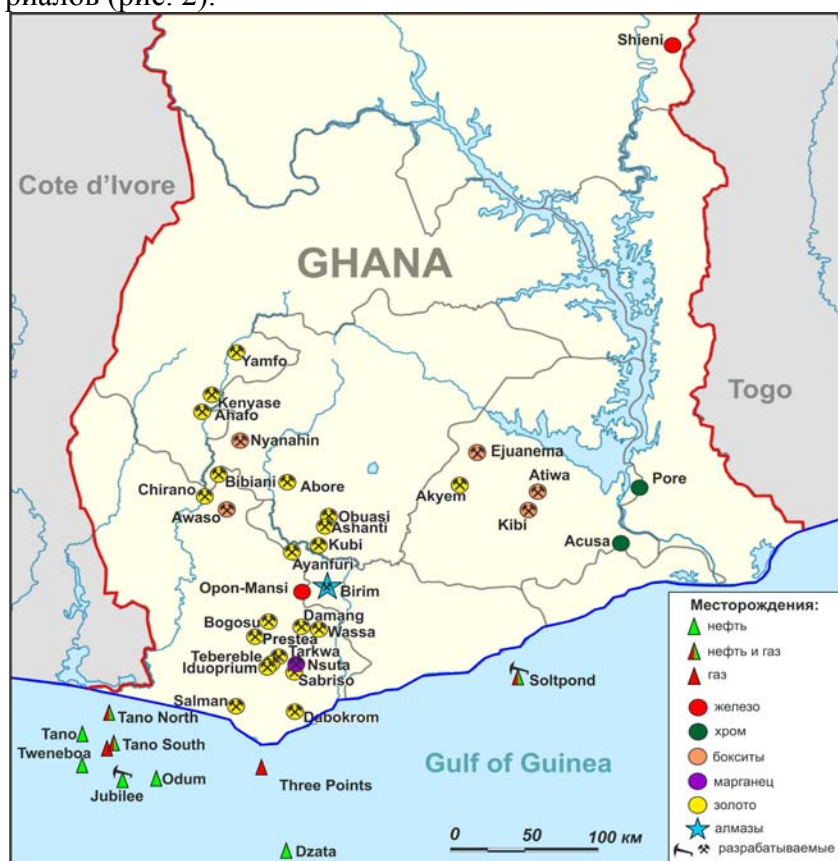 риалов (рис. 2).
Shieni
Cote d’Ivore
GHANA
Togo
Yamfo
Kenyase
Ahafo
Nyanahin
Ejuanema
Bibiani
Abore
Atiwa
Pore
Chirano
Akyem
Awaso
Obuasi
Ashanti
Kibi
Kubi
Acusa
Ayanfuri
Opon-Mansi
Birim
Damang
Bogosu
Wassa
Prestea
Tarkwa
Tebereble
Nsuta
Iduoprium
Sabriso
Soltpond
Salman
Dubokrom
Tano North
Tano
Tano South
Tweneboa
Odum
Jubilee
Three Points
Gulf of Guinea
Dzata
0 50 100 км
Месторождения:
нефть
нефть и газ
газ
железо
хром
бокситы
марганец
золото
алмазы
разрабатываемые